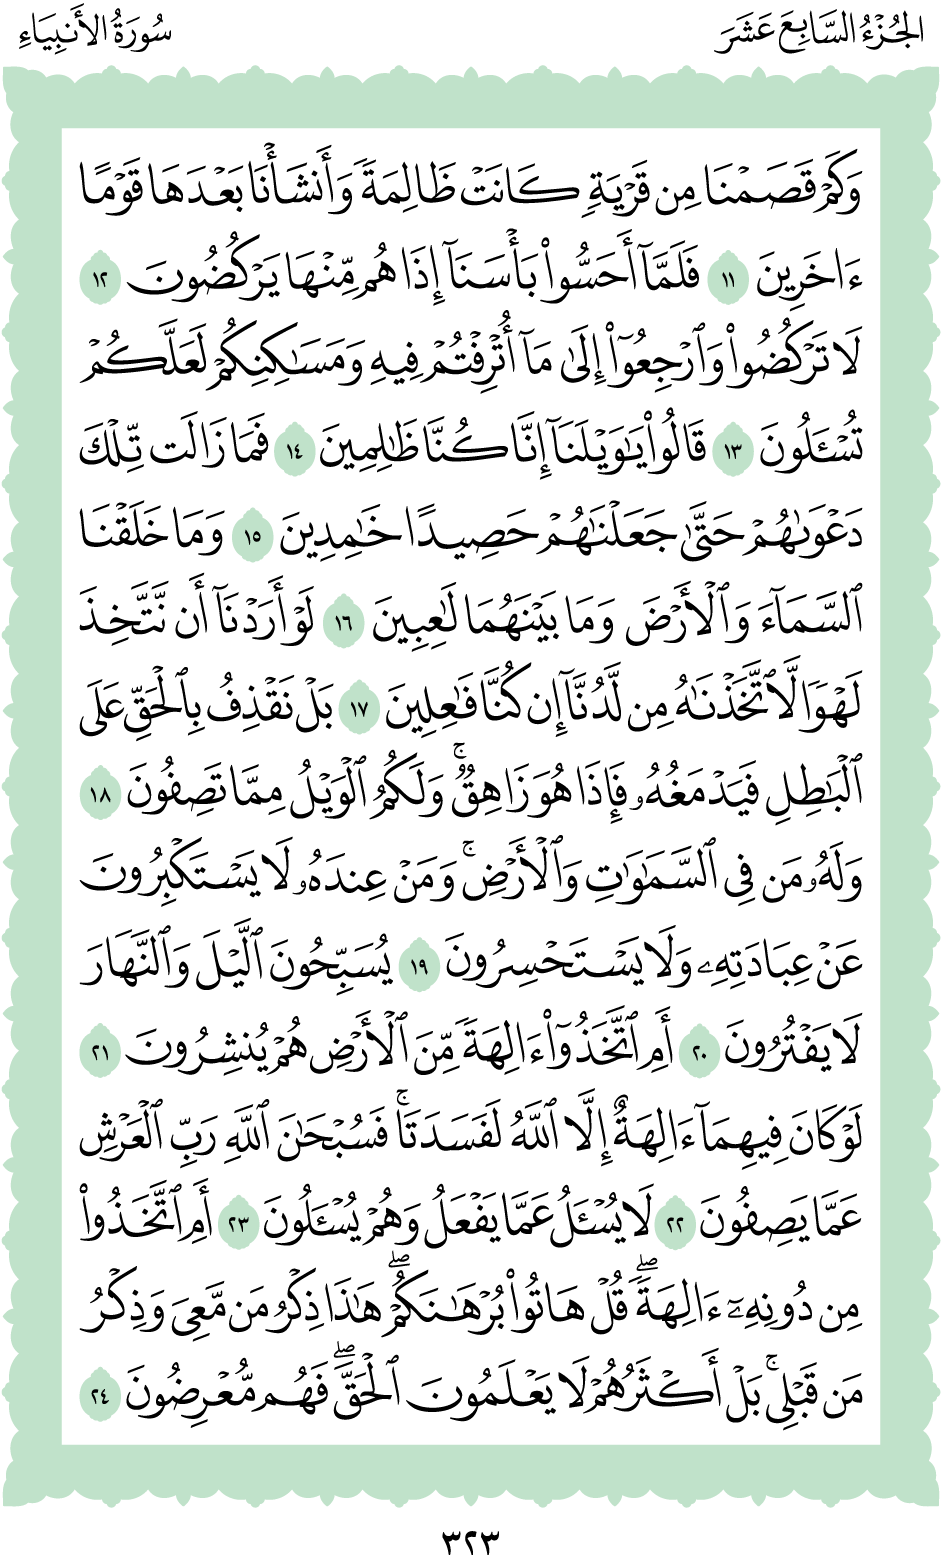 الجُزْءُ السَّابِعَ عَشَرَ
سُورَةُ الأَنبِيَاءِ
وَكَمۡ قَصَمۡنَا مِن قَرۡيَةٖ كَانَتۡ ظَالِمَةٗ وَأَنشَأۡنَا بَعۡدَهَا قَوۡمًا
ءَاخَرِينَ ١١ فَلَمَّآ أَحَسُّواْ بَأۡسَنَآ إِذَا هُم مِّنۡهَا يَرۡكُضُونَ ١٢
لَا تَرۡكُضُواْ وَٱرۡجِعُوٓاْ إِلَىٰ مَآ أُتۡرِفۡتُمۡ فِيهِ وَمَسَٰكِنِكُمۡ لَعَلَّكُمۡ
تُسۡـَٔلُونَ ١٣ قَالُواْ يَٰوَيۡلَنَآ إِنَّا كُنَّا ظَٰلِمِينَ ١٤ فَمَا زَالَت تِّلۡكَ
دَعۡوَىٰهُمۡ حَتَّىٰ جَعَلۡنَٰهُمۡ حَصِيدًا خَٰمِدِينَ ١٥ وَمَا خَلَقۡنَا
ٱلسَّمَآءَ وَٱلۡأَرۡضَ وَمَا بَيۡنَهُمَا لَٰعِبِينَ ١٦ لَوۡ أَرَدۡنَآ أَن نَّتَّخِذَ
لَهۡوٗا لَّٱتَّخَذۡنَٰهُ مِن لَّدُنَّآ إِن كُنَّا فَٰعِلِينَ ١٧ بَلۡ نَقۡذِفُ بِٱلۡحَقِّ عَلَى
ٱلۡبَٰطِلِ فَيَدۡمَغُهُۥ فَإِذَا هُوَ زَاهِقٞۚ وَلَكُمُ ٱلۡوَيۡلُ مِمَّا تَصِفُونَ ١٨
وَلَهُۥ مَن فِي ٱلسَّمَٰوَٰتِ وَٱلۡأَرۡضِۚ وَمَنۡ عِندَهُۥ لَا يَسۡتَكۡبِرُونَ
عَنۡ عِبَادَتِهِۦ وَلَا يَسۡتَحۡسِرُونَ ١٩ يُسَبِّحُونَ ٱلَّيۡلَ وَٱلنَّهَارَ
لَا يَفۡتُرُونَ ٢٠ أَمِ ٱتَّخَذُوٓاْ ءَالِهَةٗ مِّنَ ٱلۡأَرۡضِ هُمۡ يُنشِرُونَ ٢١
لَوۡ كَانَ فِيهِمَآ ءَالِهَةٌ إِلَّا ٱللَّهُ لَفَسَدَتَاۚ فَسُبۡحَٰنَ ٱللَّهِ رَبِّ ٱلۡعَرۡشِ
عَمَّا يَصِفُونَ ٢٢ لَا يُسۡـَٔلُ عَمَّا يَفۡعَلُ وَهُمۡ يُسۡـَٔلُونَ ٢٣ أَمِ ٱتَّخَذُواْ
مِن دُونِهِۦٓ ءَالِهَةٗۖ قُلۡ هَاتُواْ بُرۡهَٰنَكُمۡۖ هَٰذَا ذِكۡرُ مَن مَّعِيَ وَذِكۡرُ
مَن قَبۡلِيۚ بَلۡ أَكۡثَرُهُمۡ لَا يَعۡلَمُونَ ٱلۡحَقَّۖ فَهُم مُّعۡرِضُونَ ٢٤
٣٢٣